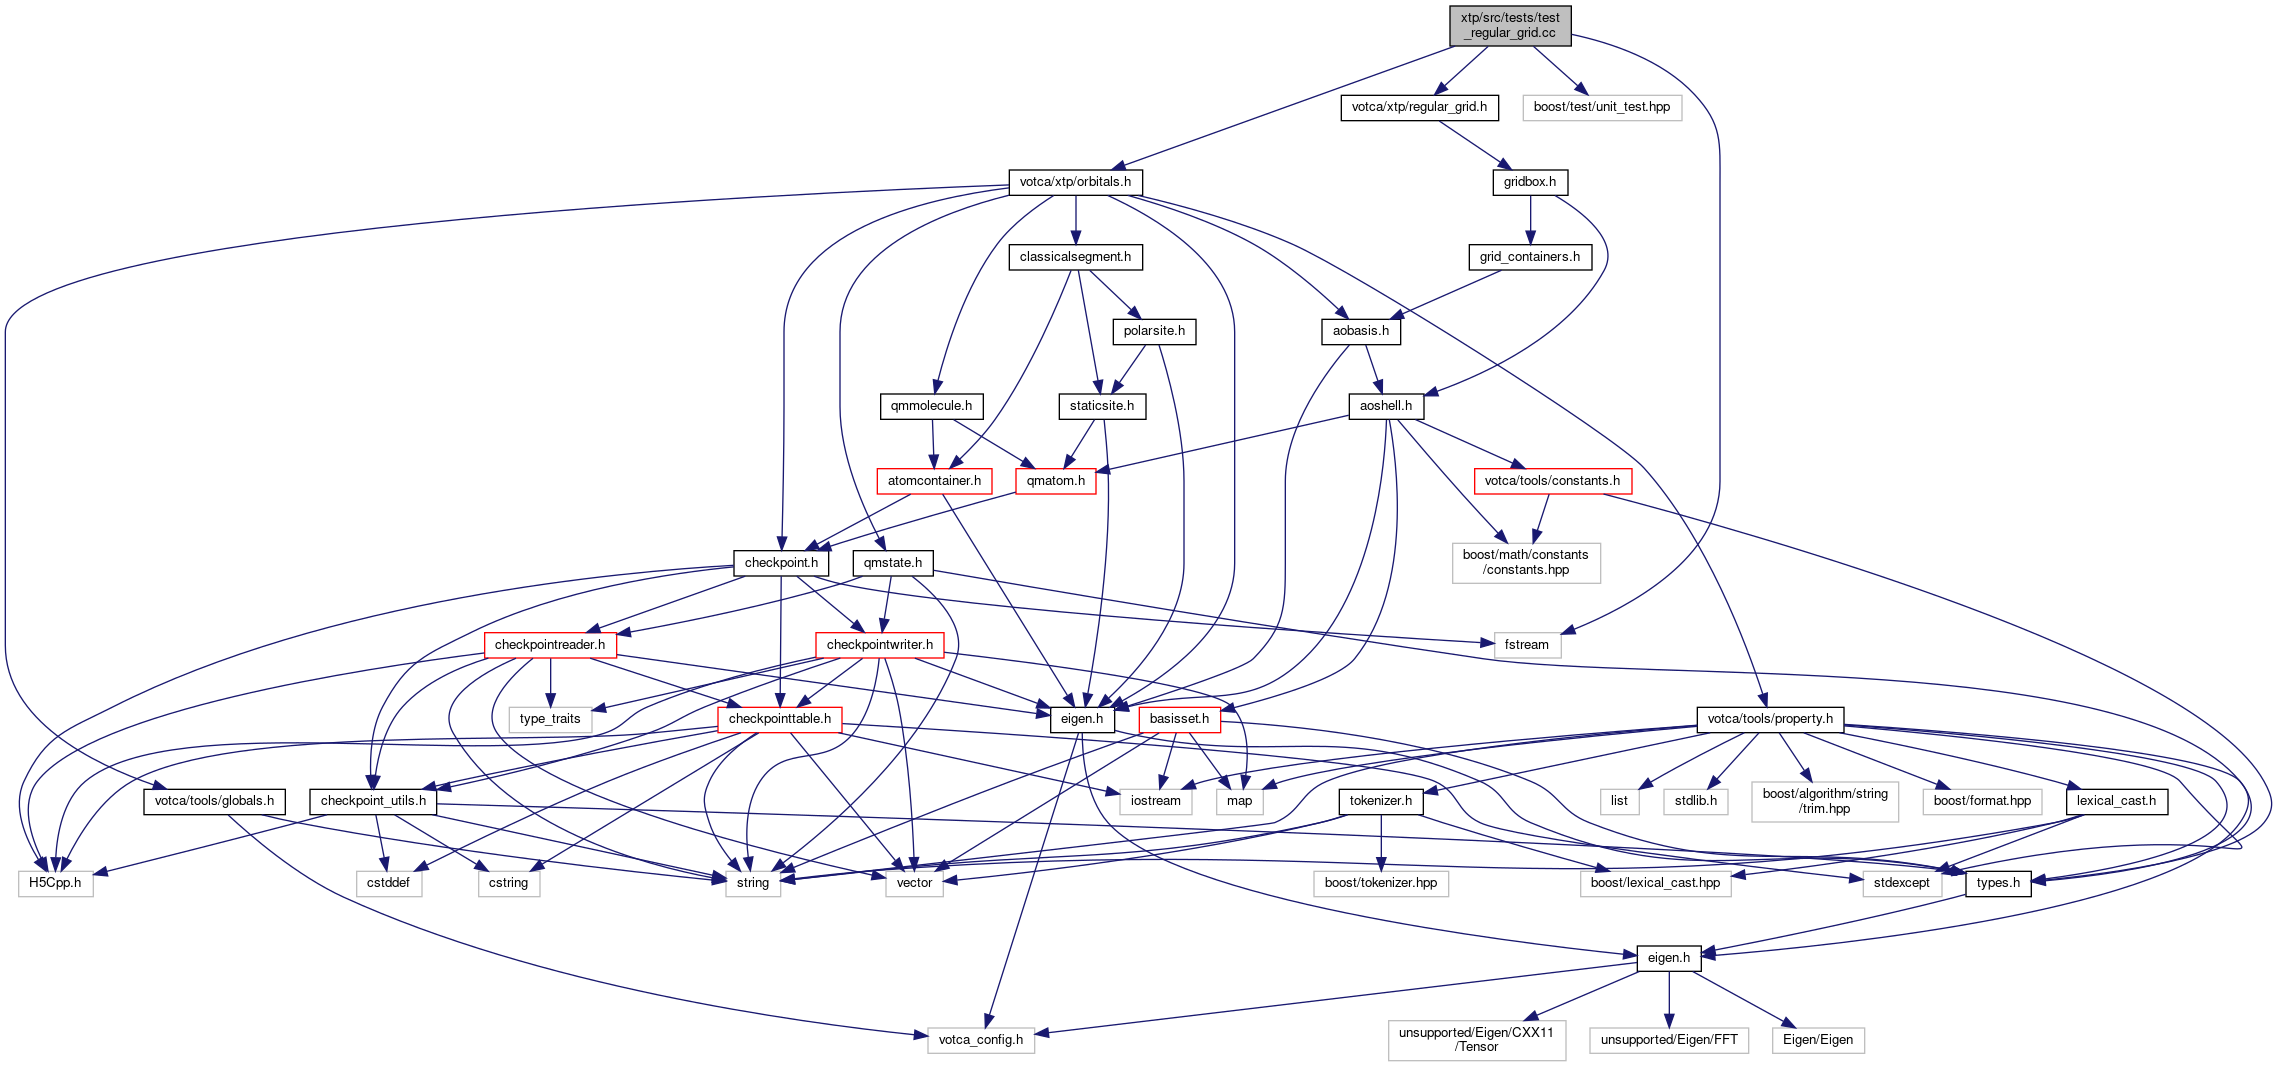 xtp/src/tests/test
_regular_grid.cc
votca/xtp/regular_grid.h
boost/test/unit_test.hpp
votca/xtp/orbitals.h
gridbox.h
classicalsegment.h
grid_containers.h
polarsite.h
aobasis.h
qmmolecule.h
staticsite.h
aoshell.h
atomcontainer.h
qmatom.h
votca/tools/constants.h
checkpoint.h
qmstate.h
boost/math/constants
/constants.hpp
checkpointreader.h
checkpointwriter.h
fstream
type_traits
checkpointtable.h
eigen.h
basisset.h
votca/tools/property.h
votca/tools/globals.h
checkpoint_utils.h
iostream
map
tokenizer.h
list
stdlib.h
boost/algorithm/string
/trim.hpp
boost/format.hpp
lexical_cast.h
H5Cpp.h
cstddef
cstring
string
vector
boost/tokenizer.hpp
boost/lexical_cast.hpp
stdexcept
types.h
eigen.h
votca_config.h
unsupported/Eigen/CXX11
/Tensor
unsupported/Eigen/FFT
Eigen/Eigen